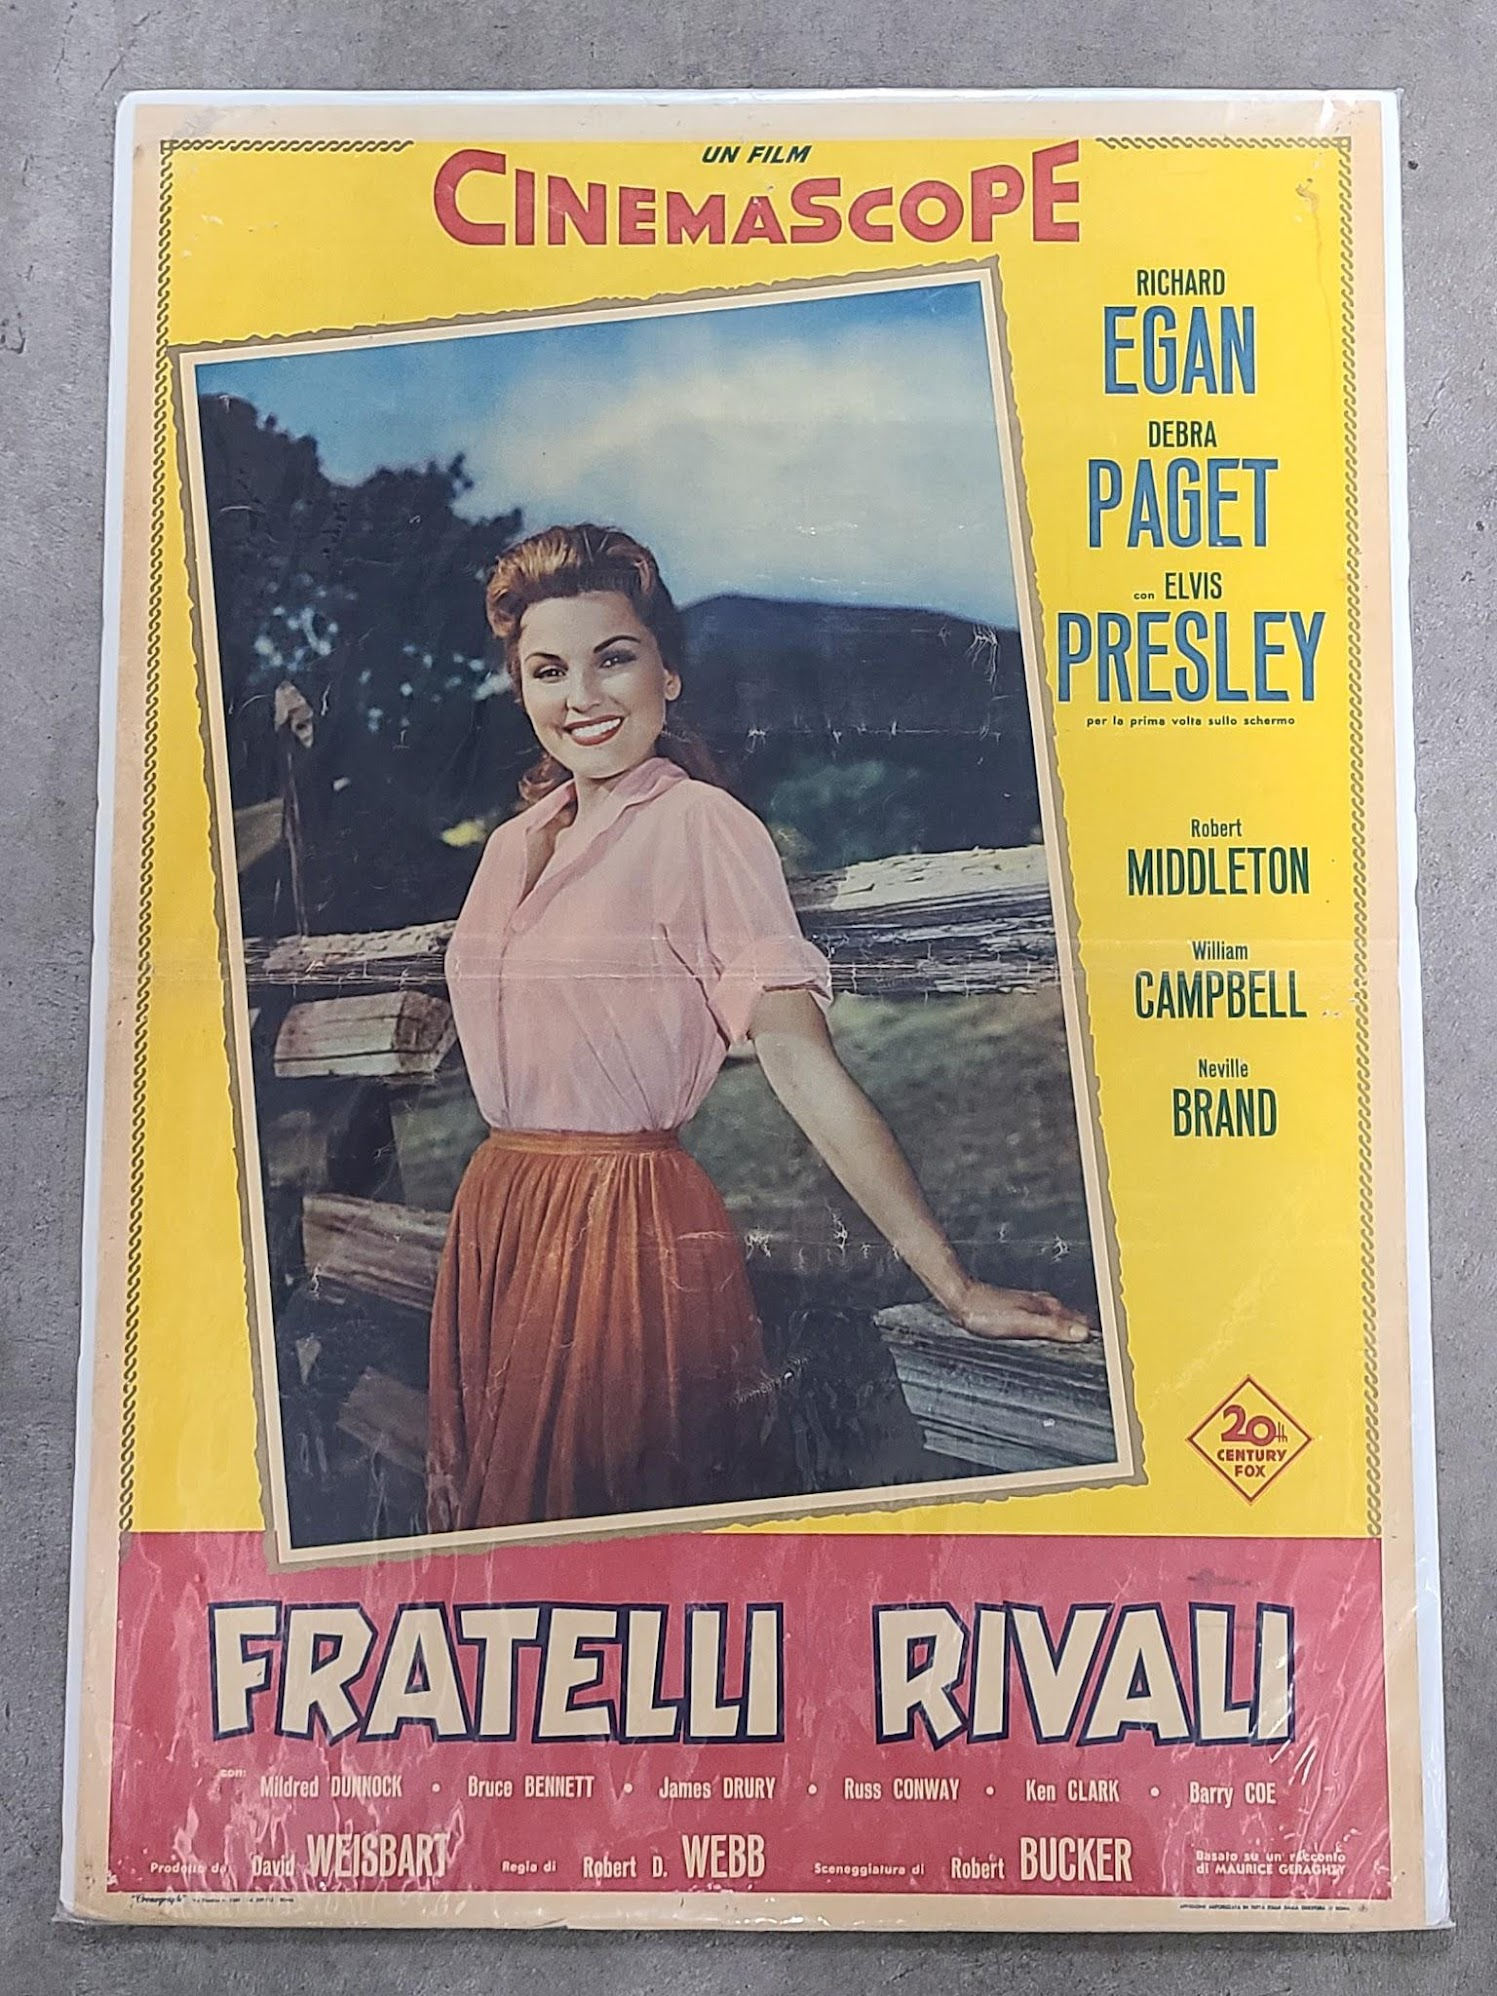 UN FILM
CINEMASCOPE
RICHARD
EGAN
DEBRA
PAGET
con ELVIS
PRESLEY
per la prima volta sullo schermo
Robert
MIDDLETON
William
CAMPBELL
Neville
BRAND
20th
CENTURY
FOX
FRATELLI RIVALI
con:
Mildred DUNNOCK • Bruce BENNETT • James DRURY • Russ CONWAY • Ken CLARK • Barry COE
Prodotto da David WEISBART Regia di Robert D. WEBB Sceneggiatura di Robert BUCKER
Basato su un racconto
di MAURICE GERAGHTY